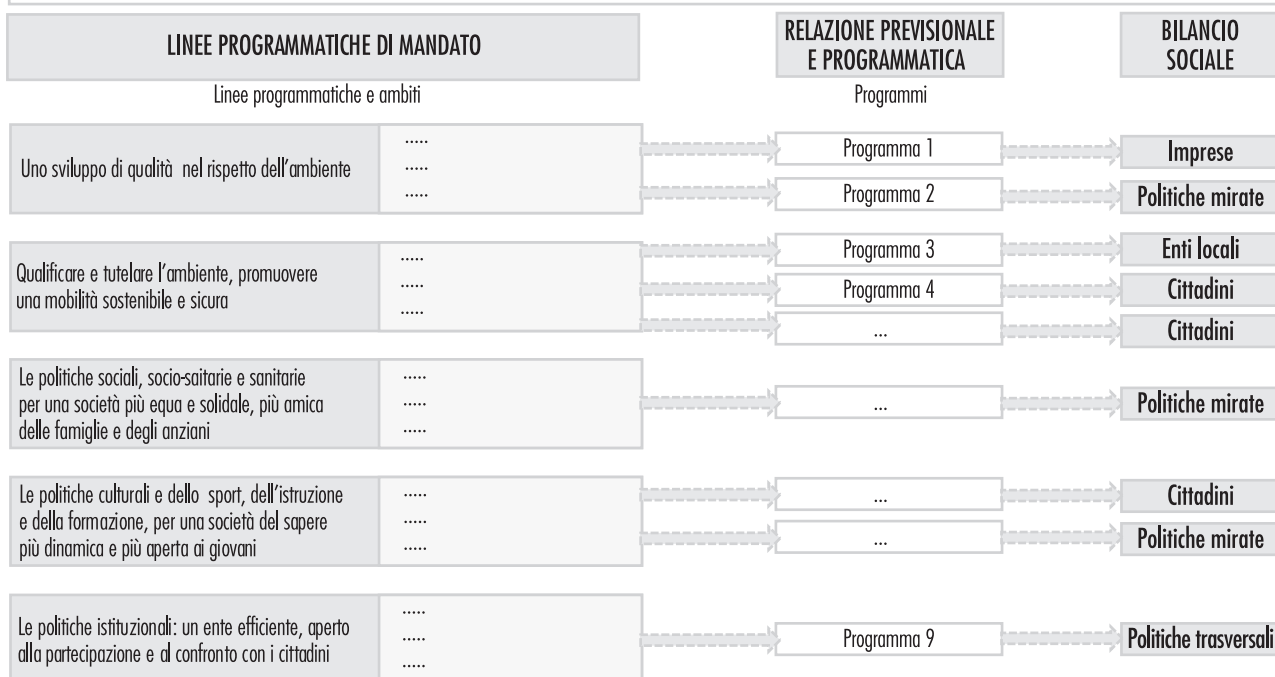 LINEE PROGRAMMATICHE DI MANDATO
RELAZIONE PREVISIONALE
E PROGRAMMATICA
BILANCIO
SOCIALE
Linee programmatiche e ambiti
Programmi
Uno sviluppo di qualità nel rispetto dell'ambiente
.....
.....
.....
Programma 1
Imprese
Programma 2
Politiche mirate
Qualificare e tutelare l'ambiente, promuovere
una mobilità sostenibile e sicura
.....
.....
.....
Programma 3
Enti locali
Programma 4
Cittadini
...
Cittadini
Le politiche sociali, socio-saitarie e sanitarie
per una società più equa e solidale, più amica
delle famiglie e degli anziani
.....
.....
.....
...
Politiche mirate
Le politiche culturali e dello sport, dell'istruzione
e della formazione, per una società del sapere
più dinamica e più aperta ai giovani
.....
.....
.....
...
Cittadini
...
Politiche mirate
Le politiche istituzionali: un ente efficiente, aperto
alla partecipazione e al confronto con i cittadini
.....
.....
.....
Programma 9
Politiche trasversali